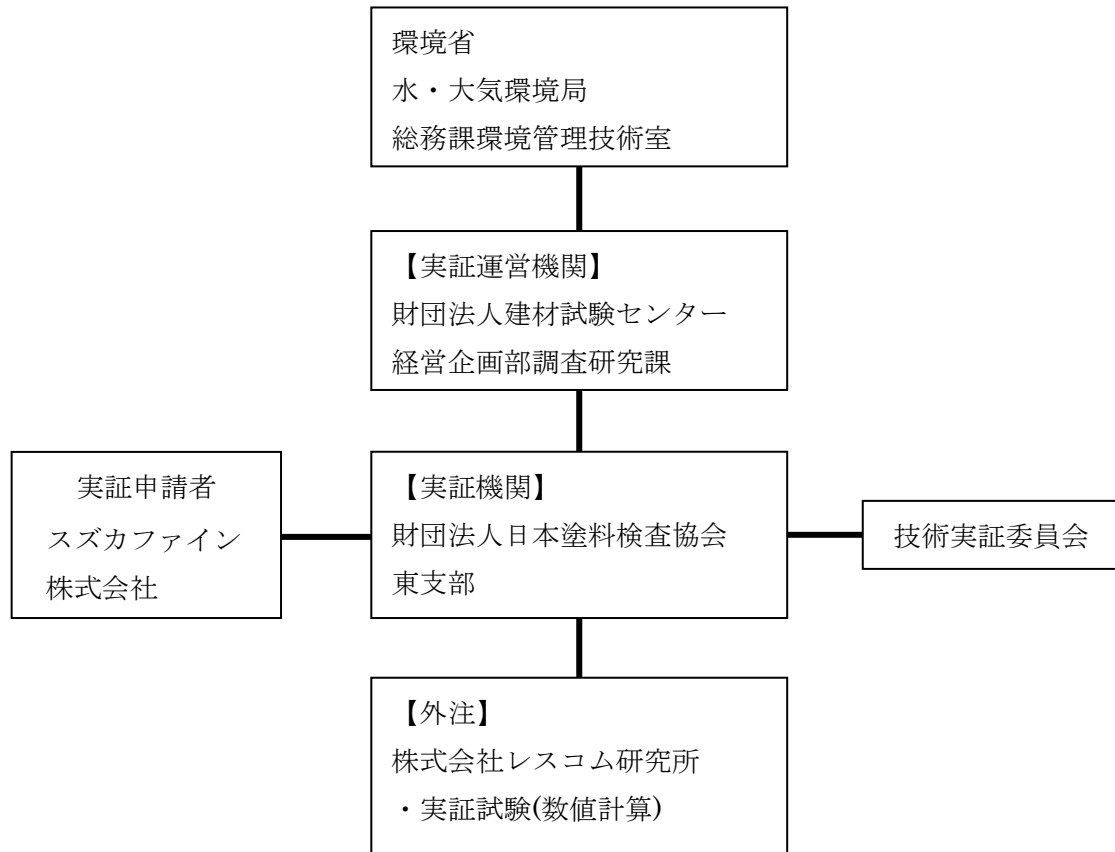 環境省
水・大気環境局
総務課環境管理技術室
【実証運営機関】
財団法人建材試験センター
経営企画部調査研究課
実証申請者
スズカファイン
株式会社
【実証機関】
財団法人日本塗料検査協会
東支部
技術実証委員会
【外注】
株式会社レスコム研究所
・実証試験(数値計算)